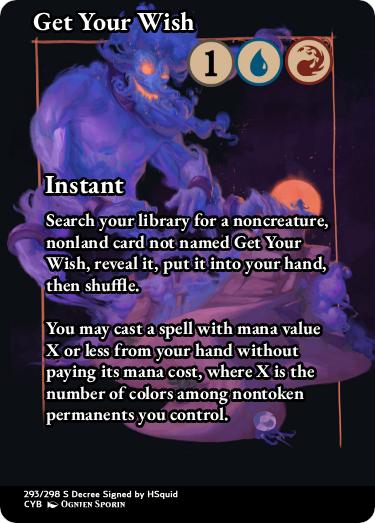 Get Your Wish
1
Instant
Search your library for a noncreature,
nonland card not named Get Your
Wish, reveal it, put it into your hand,
then shuffle.
You may cast a spell with mana value
X or less from your hand without
paying its mana cost, where X is the
number of colors among nontoken
permanents you control.
293/298 S Decree Signed by HSquid
CYB Ognien Sporin